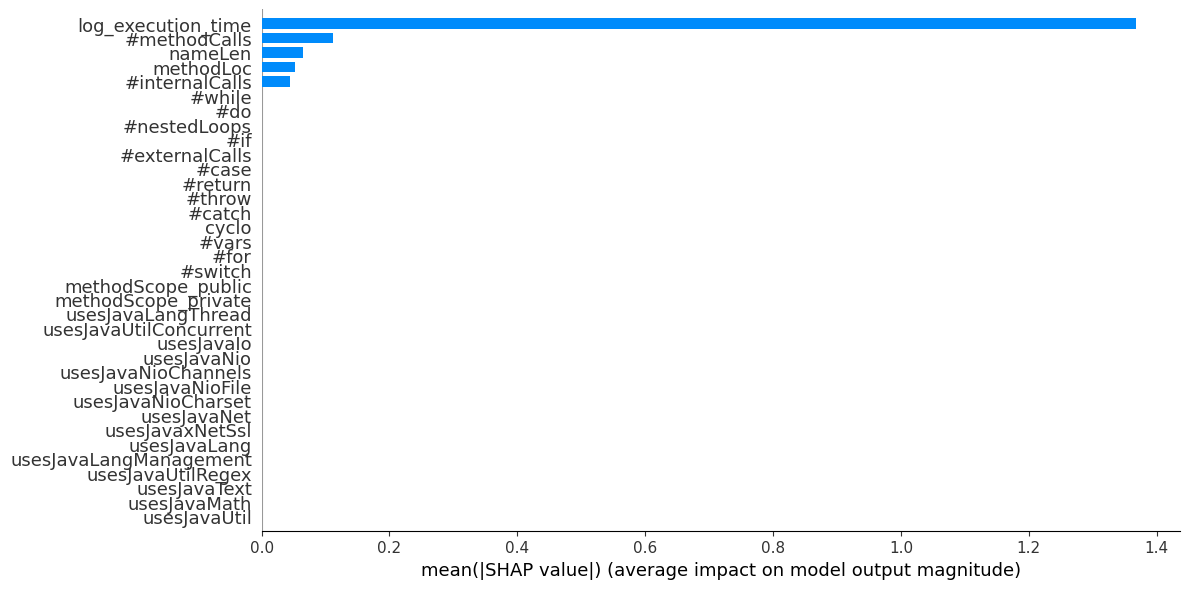 log_execution_time
#methodCalls
nameLen
methodLoc
#internalCalls
#while
#do
#nestedLoops
#if
#externalCalls
#case
#return
#throw
#catch
cyclo
#vars
#for
#switch
methodScope_public
methodScope_private
usesJavaLangThread
usesJavaUtilConcurrent
usesJavaIo
usesJavaNio
usesJavaNioChannels
usesJavaNioFile
usesJavaNioCharset
usesJavaNet
usesJavaxNetSsl
usesJavaLang
usesJavaLangManagement
usesJavaUtilRegex
usesJavaText
usesJavaMath
usesJavaUtil
0.0 0.2 0.4 0.6 0.8 1.0 1.2 1.4
mean(|SHAP value|) (average impact on model output magnitude)